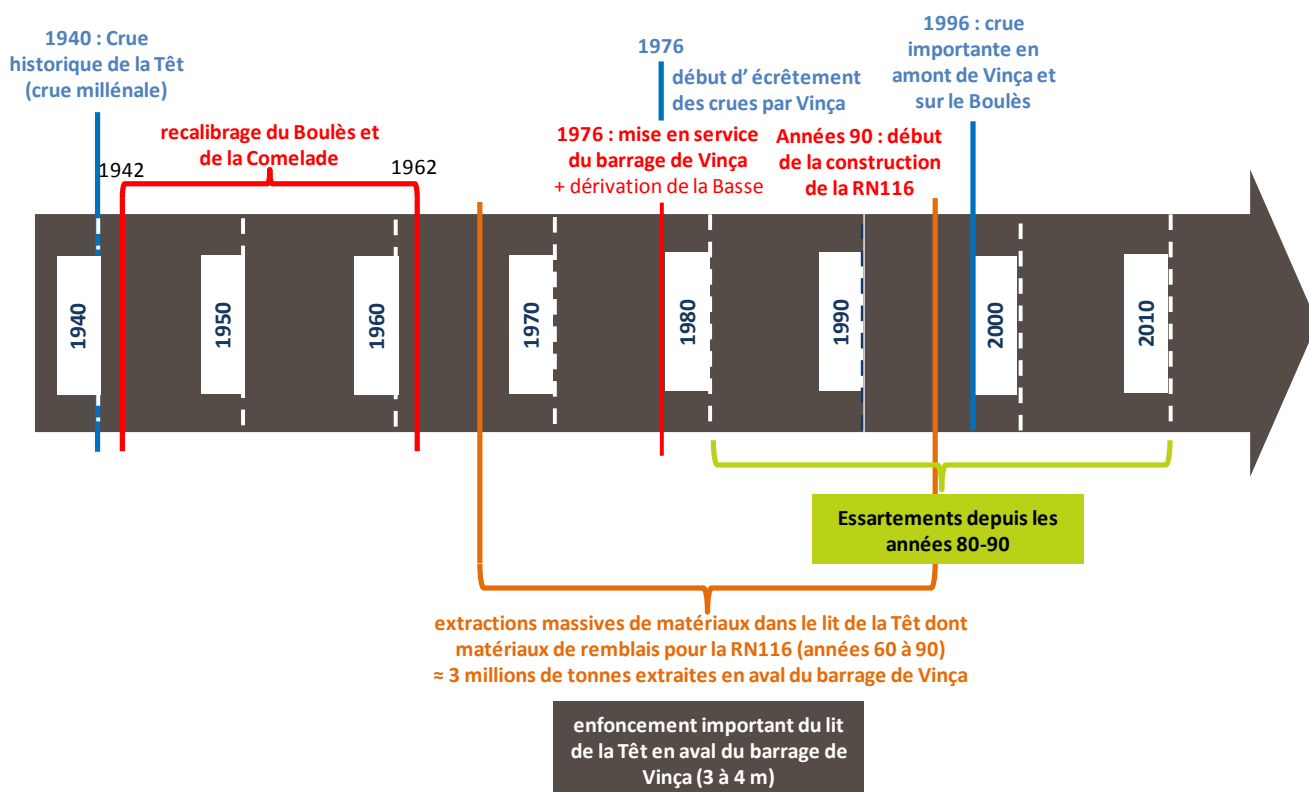 1940 : Crue
historique de la Têt
(crue millénale)
1976
début d’ écrêtement
des crues par Vinça
1996 : crue
importante en
amont de Vinça et
sur le Boulès
recalibrage du Boulès et
de la Comelade
1942
1962
1976 : mise en service
du barrage de Vinça
+ dérivation de la Basse
Années 90 : début
de la construction
de la RN116
1940
1950
1960
1970
1980
1990
2000
2010
Essartements depuis les
années 80-90
extractions massives de matériaux dans le lit de la Têt dont
matériaux de remblais pour la RN116 (années 60 à 90)
≈ 3 millions de tonnes extraites en aval du barrage de Vinça
enfoncement important du lit
de la Têt en aval du barrage de
Vinça (3 à 4 m)